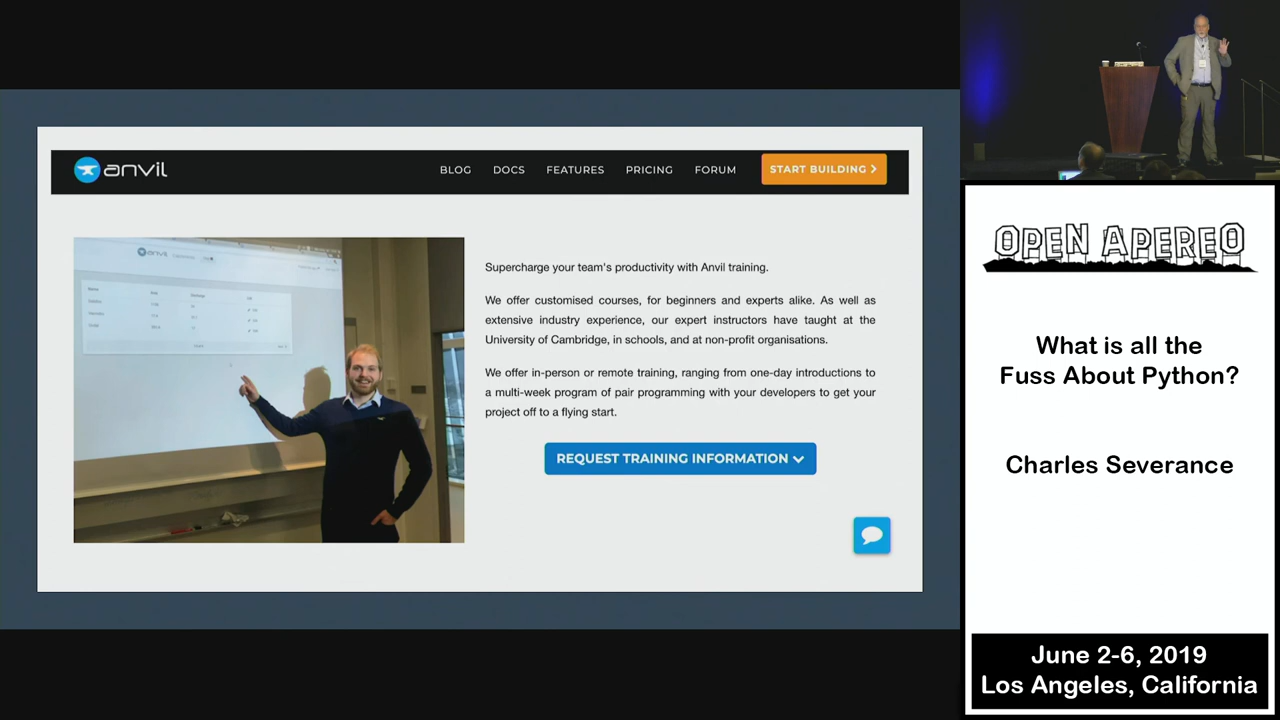 anvil
BLOG DOCS FEATURES PRICING FORUM START BUILDING
anvil
Supercharge your team's productivity with Anvil training.
We offer customised courses, for beginners and experts alike. As well as
extensive industry experience, our expert instructors have taught at the
University of Cambridge, in schools, and at non-profit organisations.
We offer in-person or remote training, ranging from one-day introductions to
a multi-week program of pair programming with your developers to get your
project off to a flying start.
REQUEST TRAINING INFORMATION
OPEN APEREO
What is all the
Fuss About Python?
Charles Severance
June 2-6, 2019
Los Angeles, California